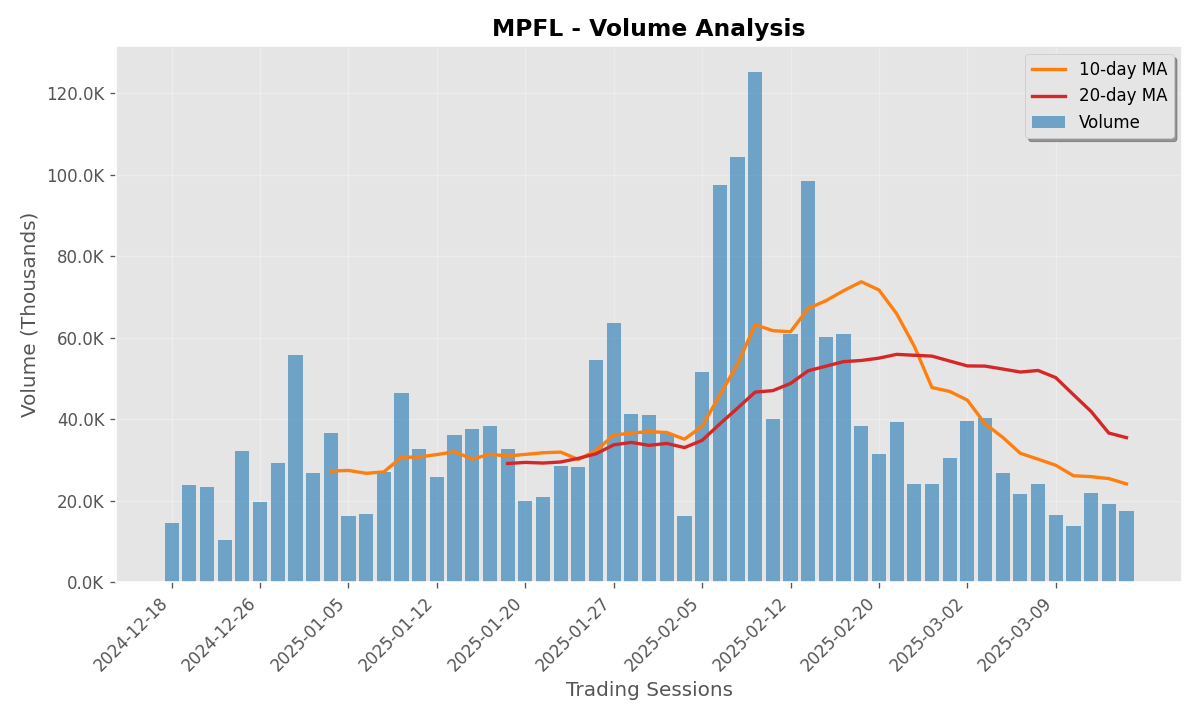 MPFL - Volume Analysis
10-day MA
20-day MA
Volume
Volume (Thousands)
120.0K
100.0K
80.0K
60.0K
40.0K
20.0K
0.0K
2024-12-18
2024-12-26
2025-01-05
2025-01-12
2025-01-20
2025-01-27
2025-02-05
2025-02-12
2025-02-20
2025-03-02
2025-03-09
Trading Sessions